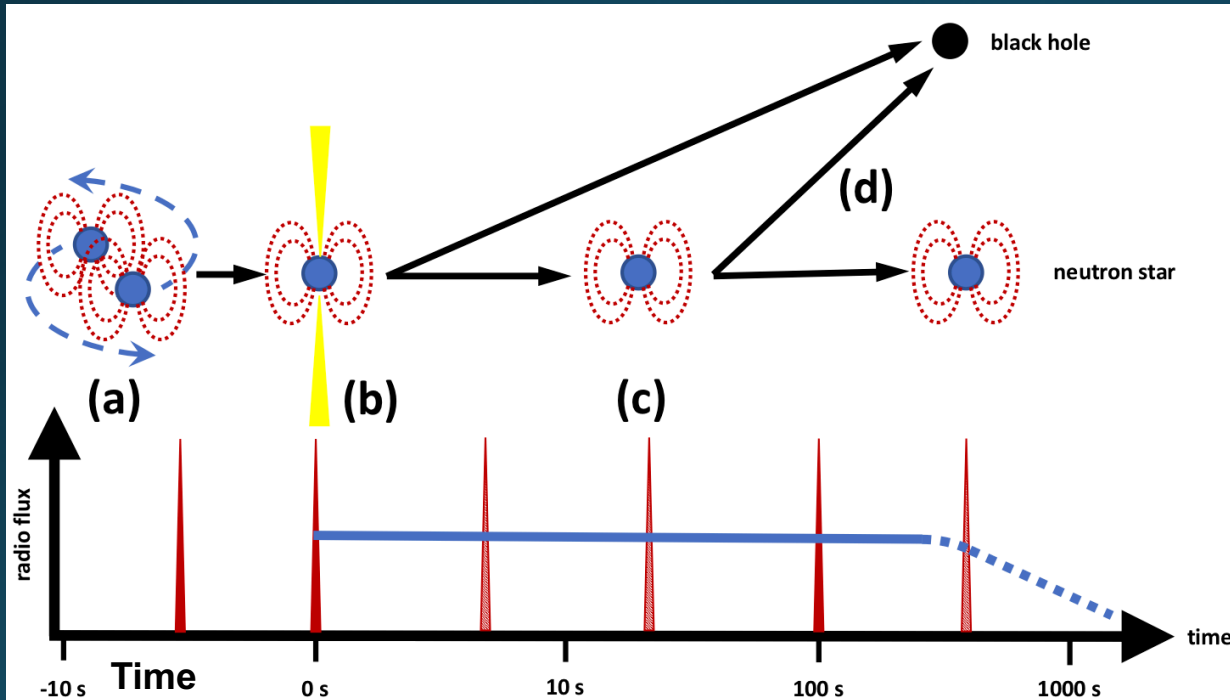 black hole
(d)
neutron star
(a)
(b)
(c)
radio flux
time
-10 s
Time
0 s
10 s
100 s
1000 s